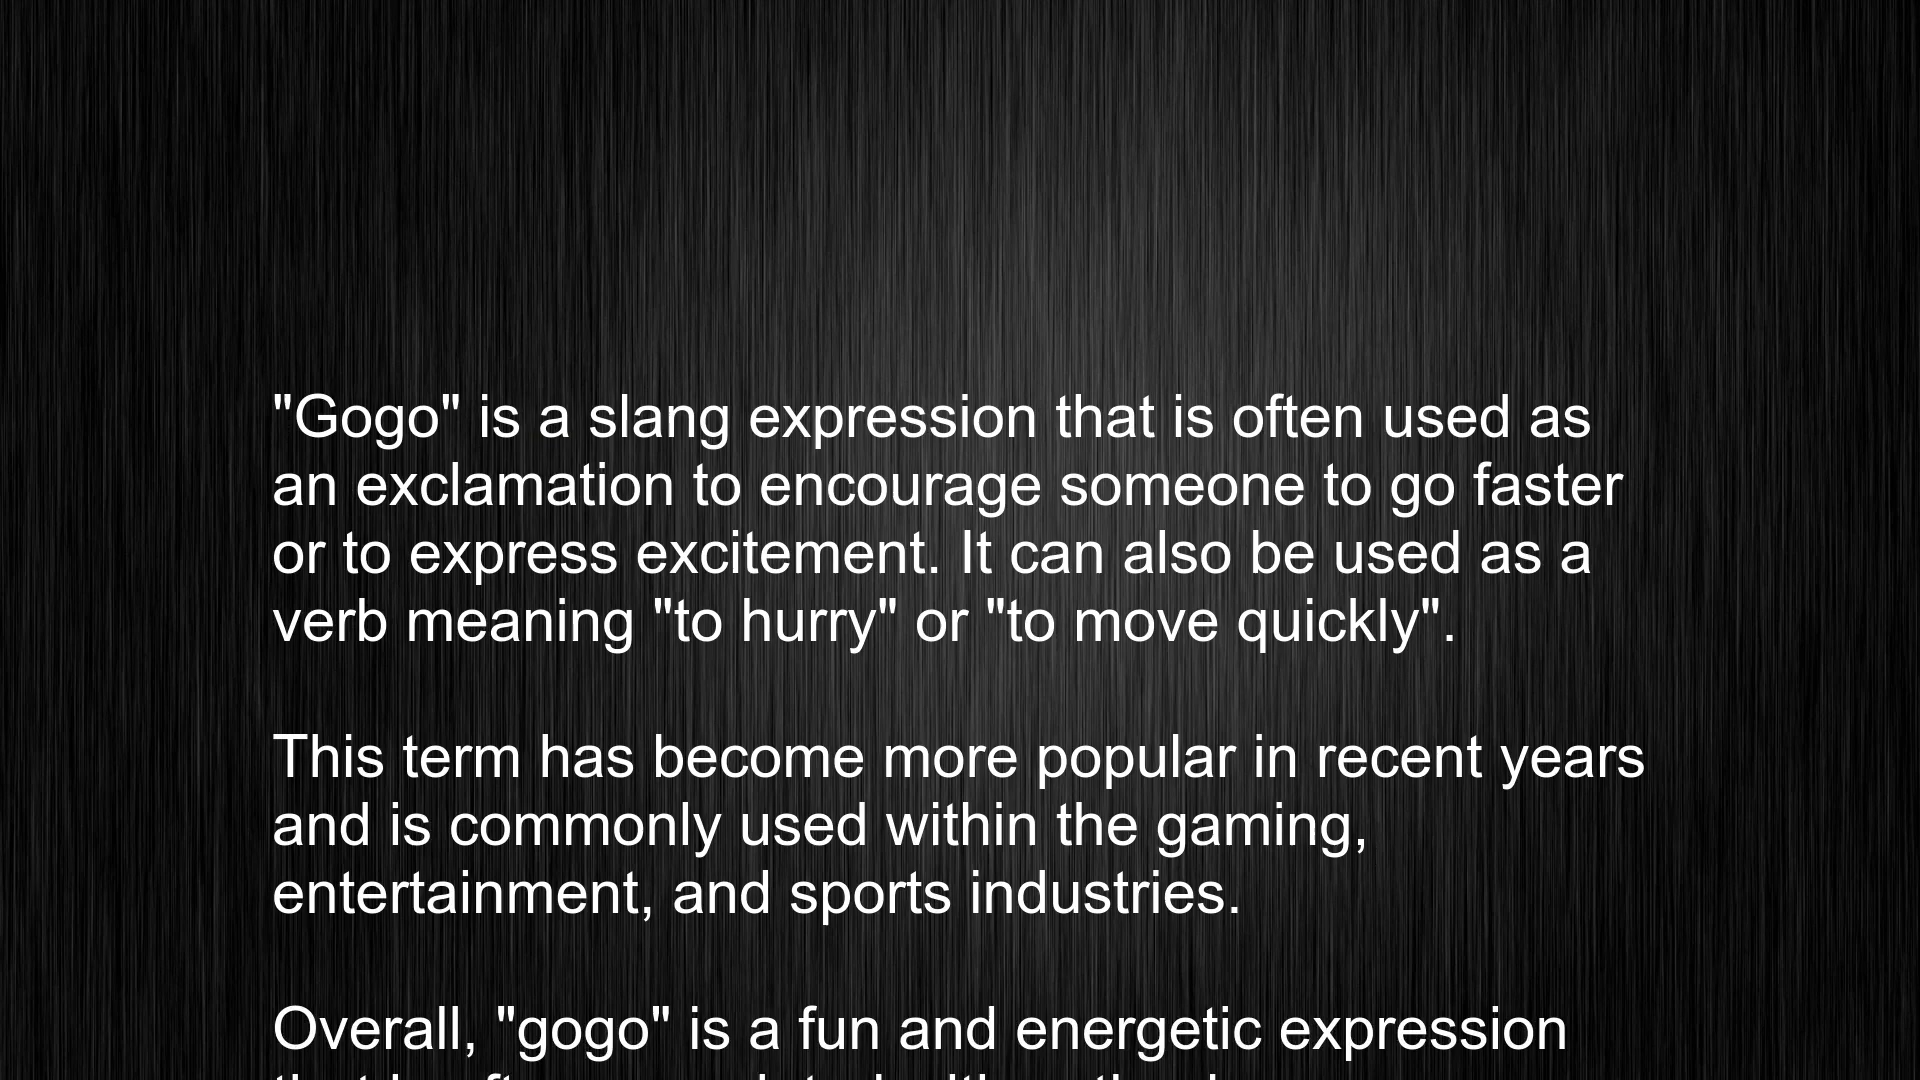 "Gogo" is a slang expression that is often used as
an exclamation to encourage someone to go faster
or to express excitement. It can also be used as a
verb meaning "to hurry" or "to move quickly".
This term has become more popular in recent years
and is commonly used within the gaming,
entertainment, and sports industries.
Overall, "gogo" is a fun and energetic expression